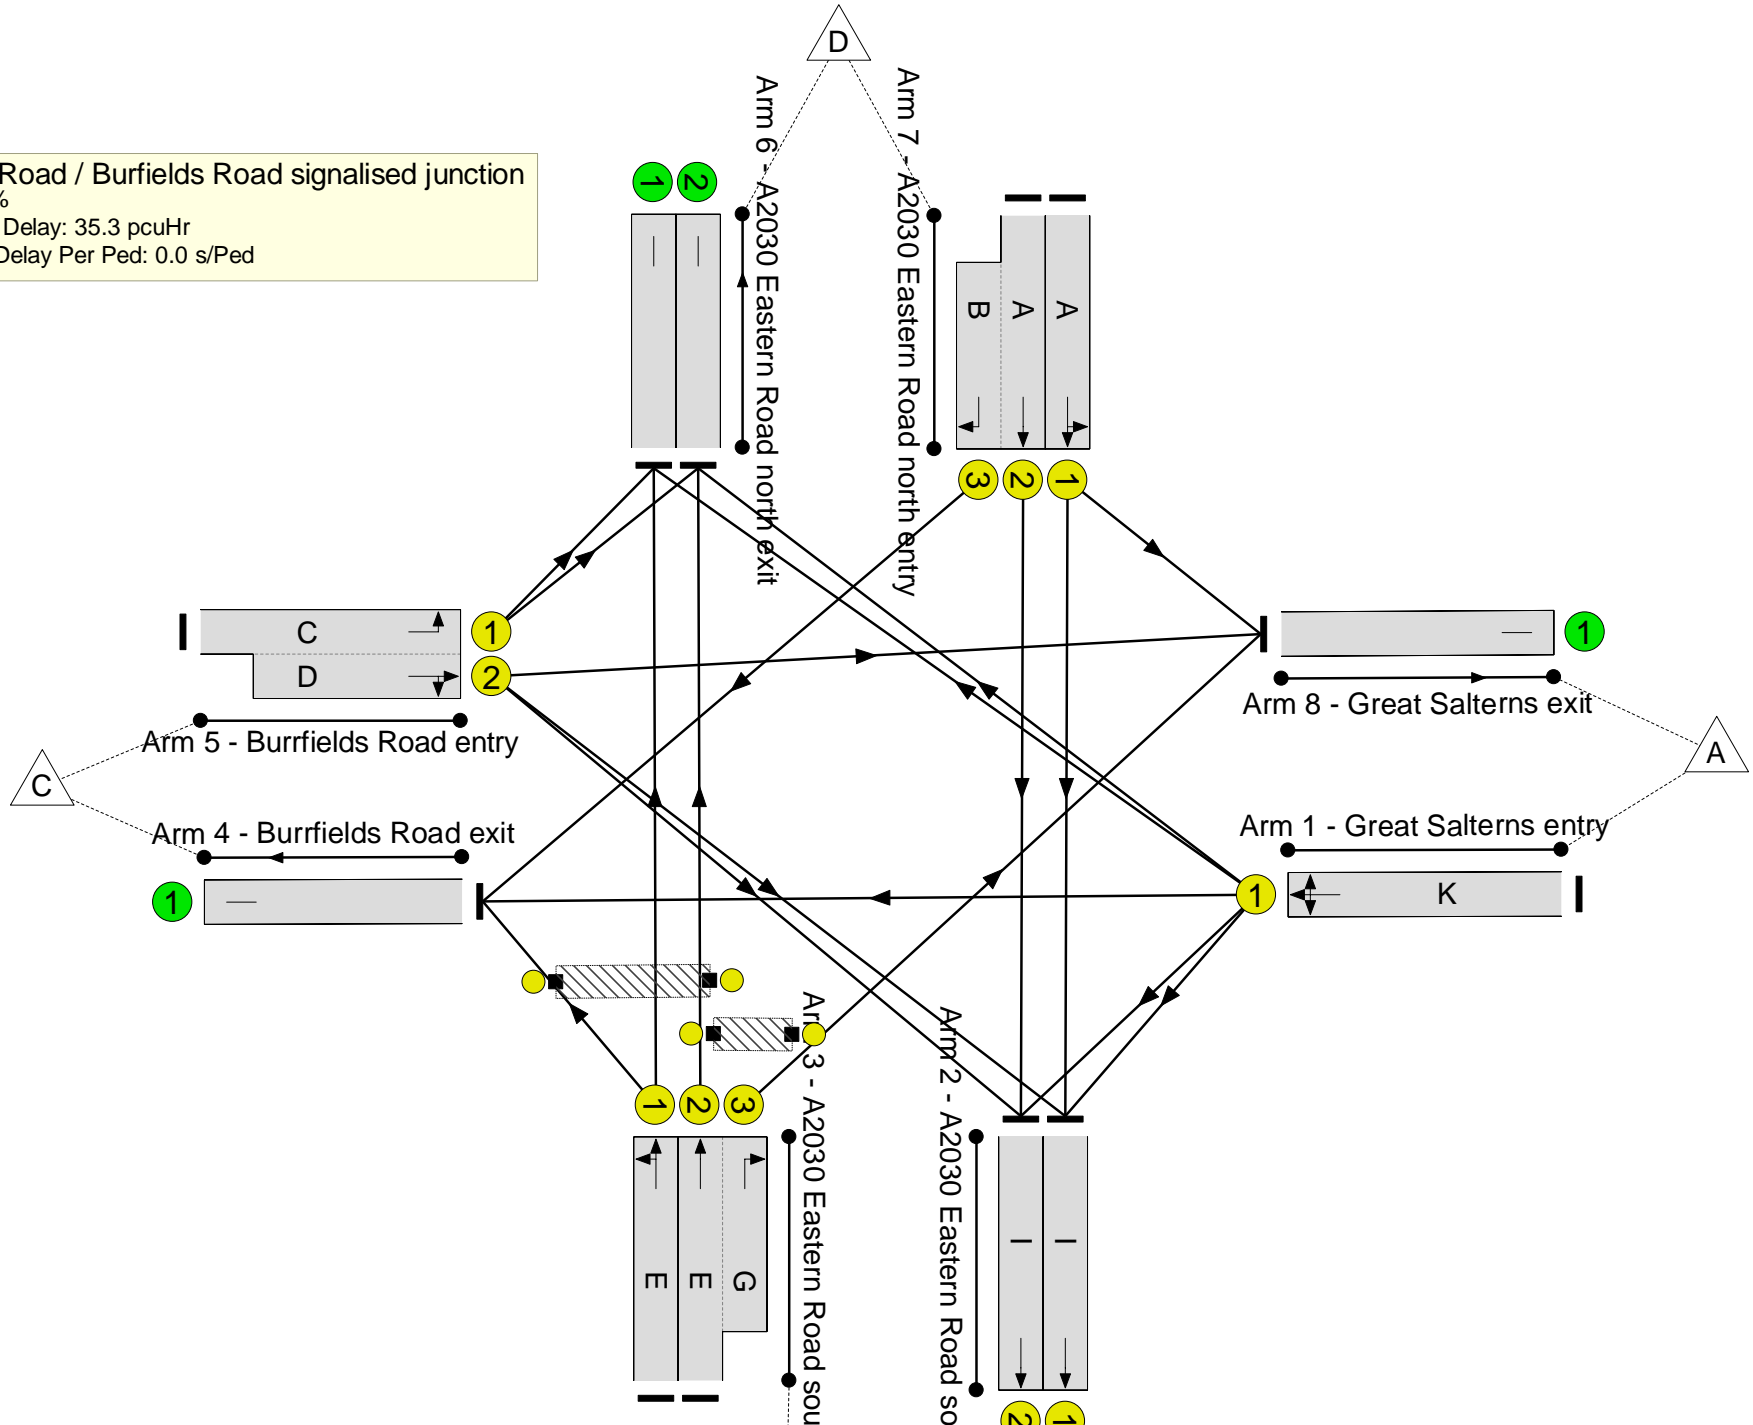 D
Road / Burfields Road signalised junction
%
Delay: 35.3 pcuHr
Delay Per Ped: 0.0 s/Ped
1
2
Arm 6 - A2030 Eastern Road north exit
Arm 7 - A2030 Eastern Road north entry
B
A
A
3
2
1
C
D
1
2
Arm 5 - Burrfields Road entry
C
Arm 4 - Burrfields Road exit
1
1
Arm 8 - Great Salterns exit
A
Arm 1 - Great Salterns entry
1
K
1
2
3
E
E
G
Arm 3 - A2030 Eastern Road sou
Arm 2 - A2030 Eastern Road so
I
I
2
1